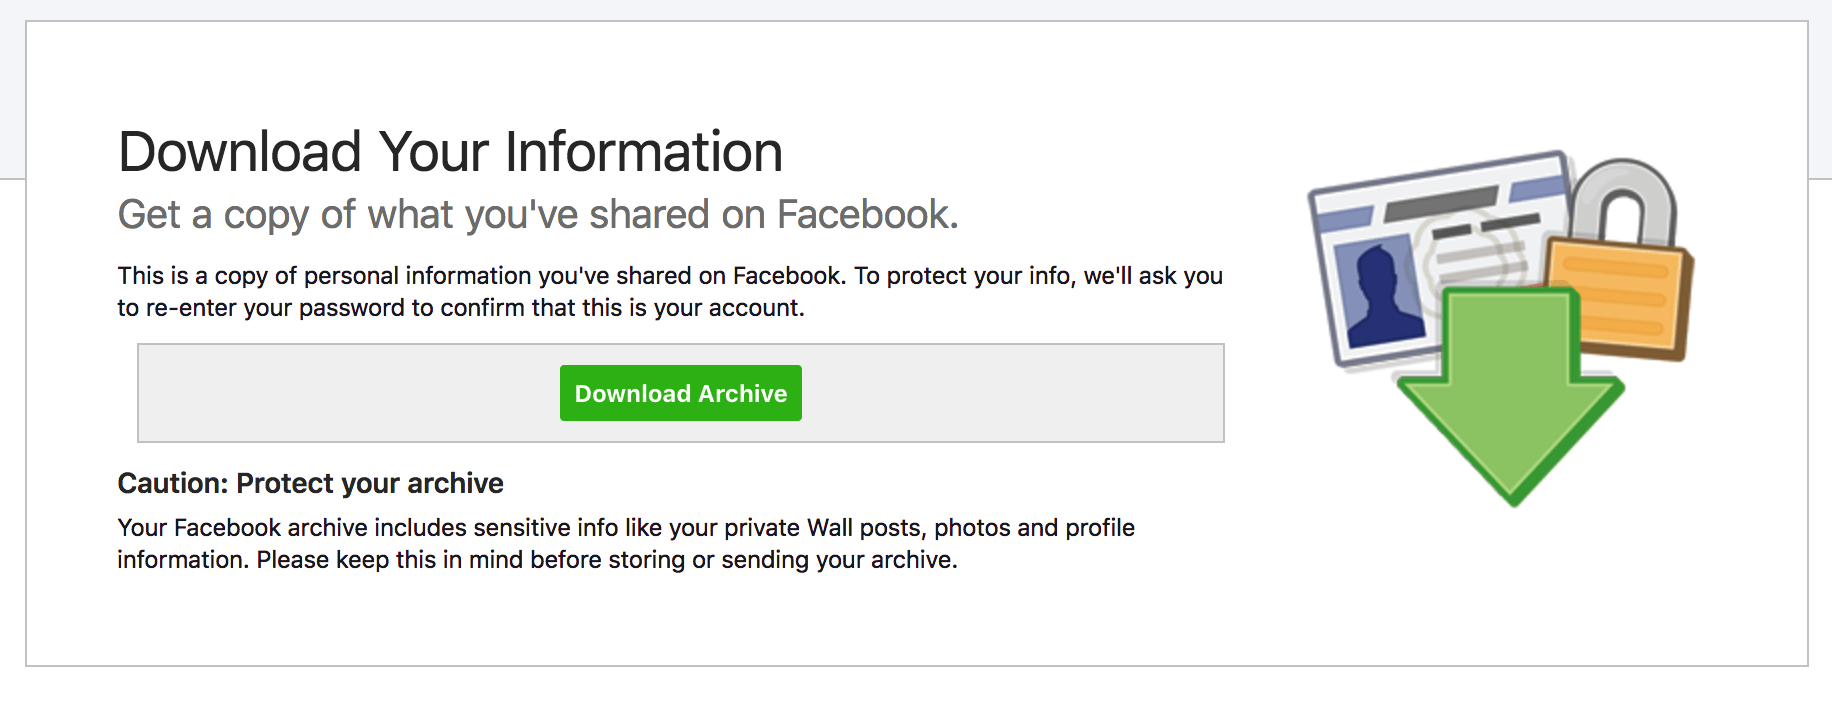 Download Your Information
Get a copy of what you've shared on Facebook.
This is a copy of personal information you've shared on Facebook. To protect your info, we'll ask you
to re-enter your password to confirm that this is your account.
Download Archive
Caution: Protect your archive
Your Facebook archive includes sensitive info like your private Wall posts, photos and profile
information. Please keep this in mind before storing or sending your archive.